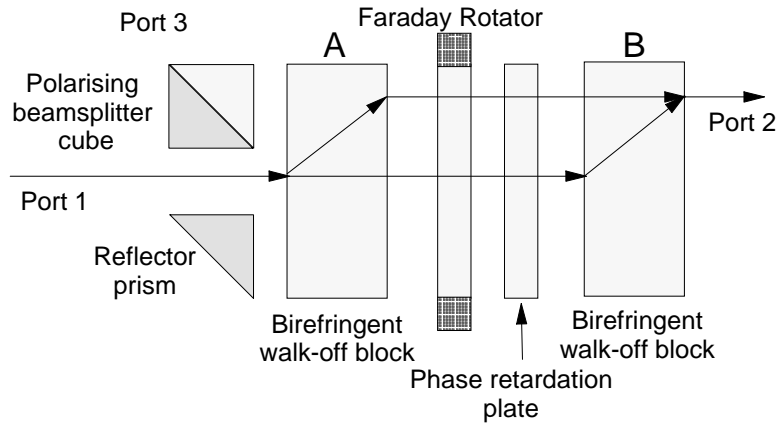 Port 3
Faraday Rotator
A
B
Polarising
beamsplitter
cube
Port 2
Port 1
Reflector
prism
Birefringent
walk-off block
Birefringent
walk-off block
Phase retardation
plate